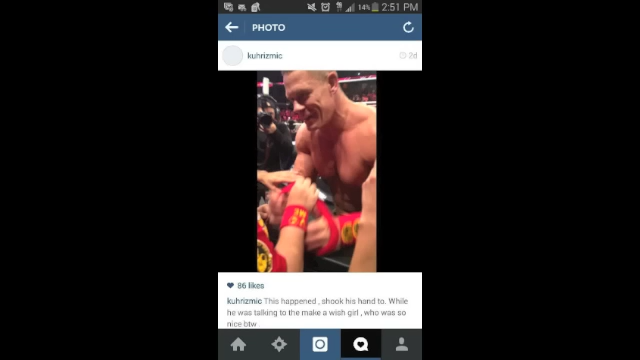 14% 2:51 PM
PHOTO
kuhrizmic 2d
86 likes
kuhrizmic This happened , shook his hand to. While
he was talking to the make a wish girl , who was so
nice btw